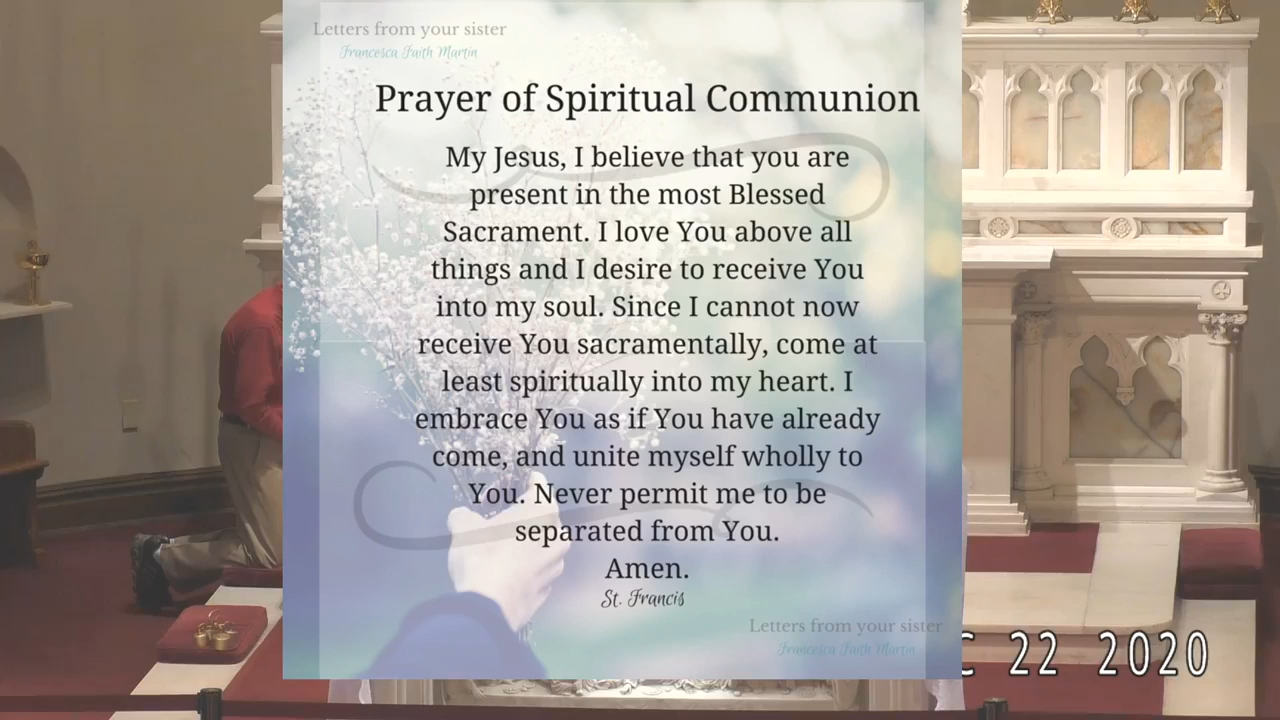 Letters from your sister
Francesca Faith Martin
Prayer of Spiritual Communion
My Jesus, I believe that you are
present in the most Blessed
Sacrament. I love You above all
things and I desire to receive You
into my soul. Since I cannot now
receive You sacramentally, come at
least spiritually into my heart. I
embrace You as if You have already
come, and unite myself wholly to
You. Never permit me to be
separated from You.
Amen.
St. Francis
Letters from your sister
Francesca Faith Martin
22 2020